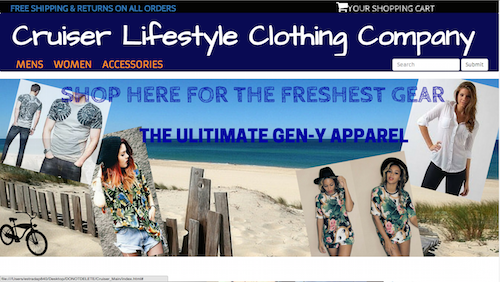 FREE SHIPPING & RETURNS ON ALL ORDERS
YOUR SHOPPING CART
Cruiser Lifestyle Clothing Company
MENS WOMEN ACCESSORIES
Search
Submit
SHOP HERE FOR THE FRESHEST GEAR
THE ULITIMATE GEN-Y APPAREL